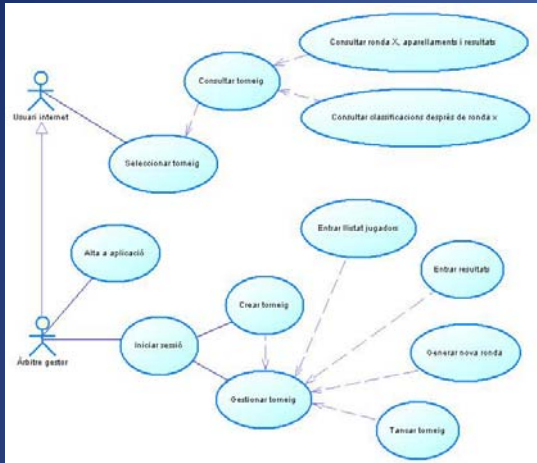 Consultar ronda X, aparellaments i resultats
Consultar torneig
Usuari internet
Consultar classificacions després de ronda x
Seleccionar torneig
Entrar llistat jugadors
Alta a aplicació
Entrar resultats
Crear torneig
Àrbitre gestor
Iniciar sessió
Generar nova ronda
Gestionar torneig
Tancar torneig